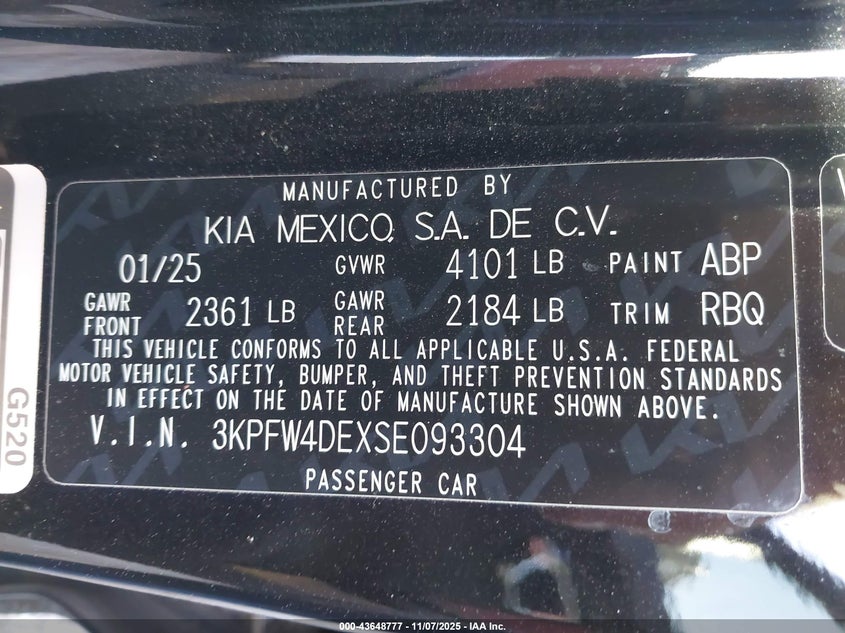 MANUFACTURED BY
KIA MEXICO, S.A. DE C.V.
01/25 GVWR 4101 LB PAINT ABP
GAWR FRONT 2361 LB GAWR REAR 2184 LB TRIM RBQ
THIS VEHICLE CONFORMS TO ALL APPLICABLE U.S.A. FEDERAL
MOTOR VEHICLE SAFETY, BUMPER, AND THEFT PREVENTION STANDARDS
IN EFFECT ON THE DATE OF MANUFACTURE SHOWN ABOVE.
V.I.N. 3KPFW4DEXSE093304
PASSENGER CAR
G520
000-43648777 - 11/07/2025 - IAA Inc.